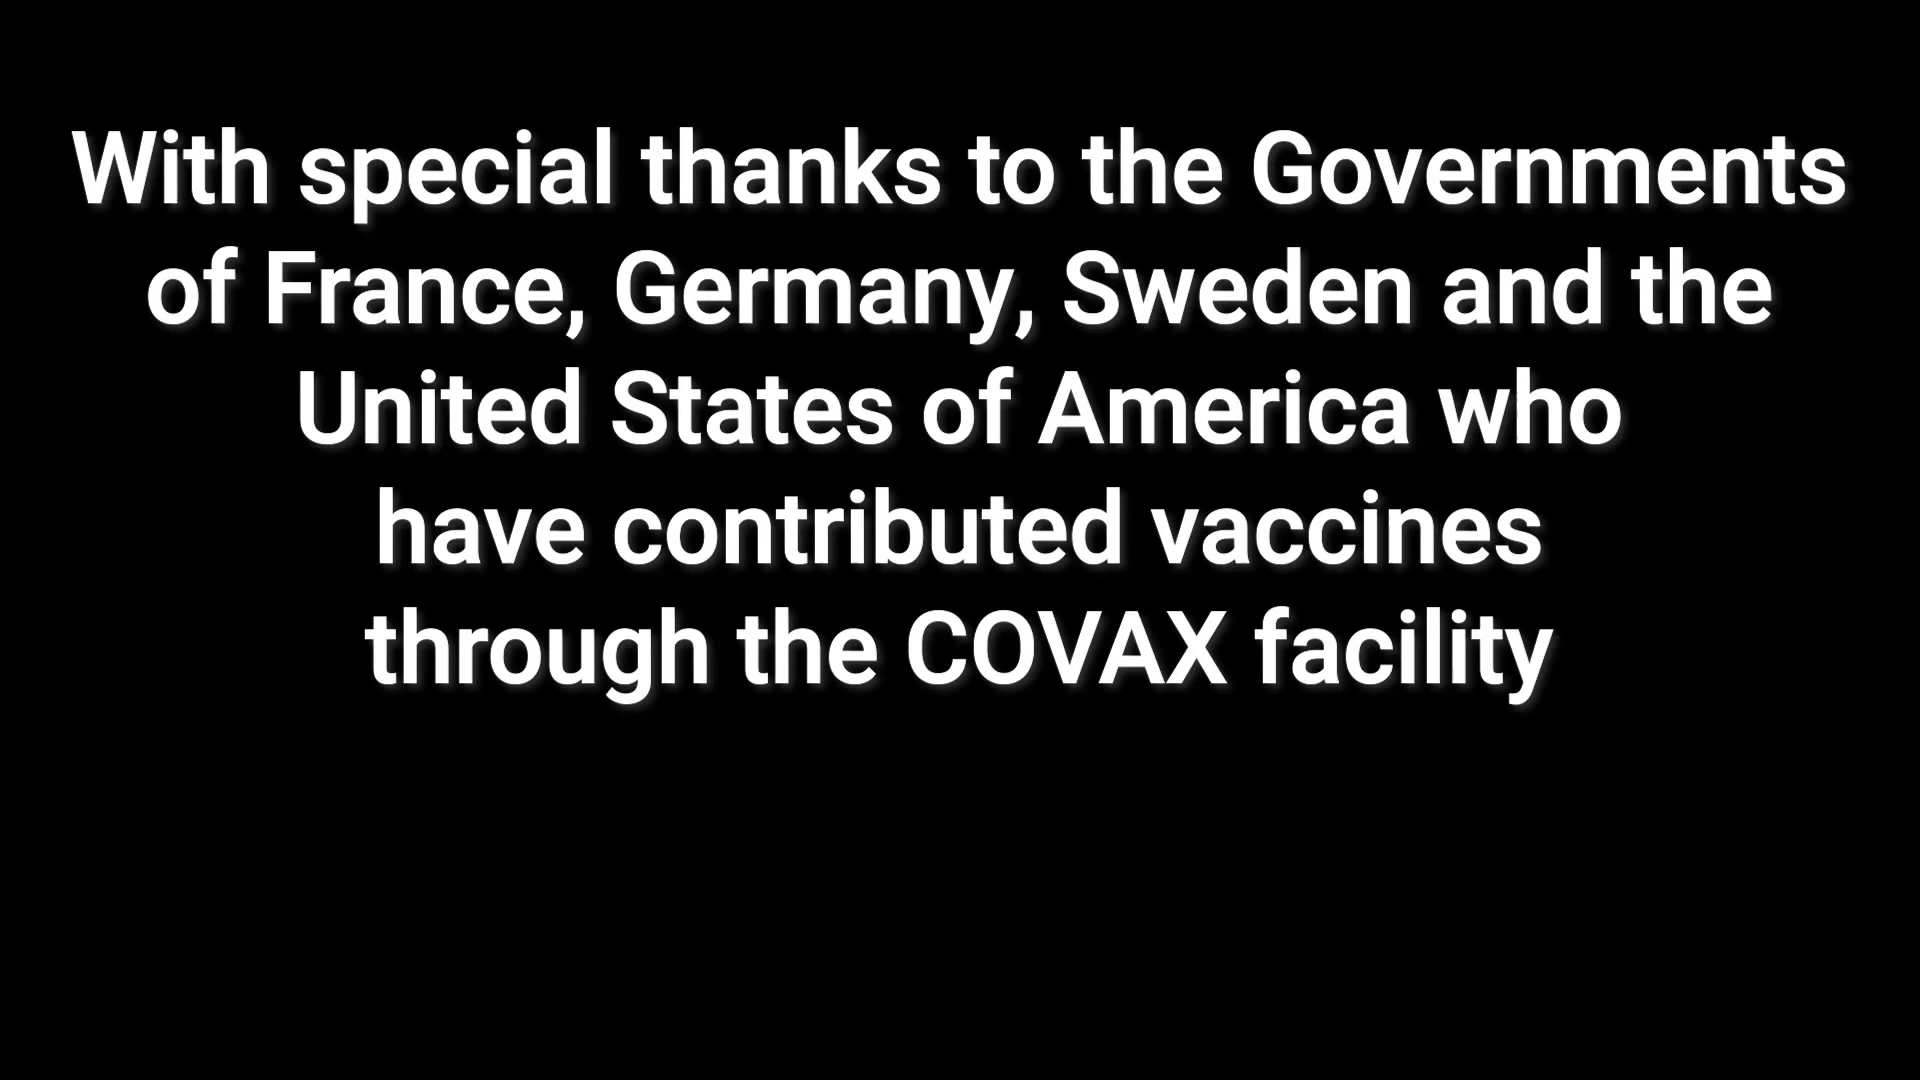 With special thanks to the Governments
of France, Germany, Sweden and the
United States of America who
have contributed vaccines
through the COVAX facility